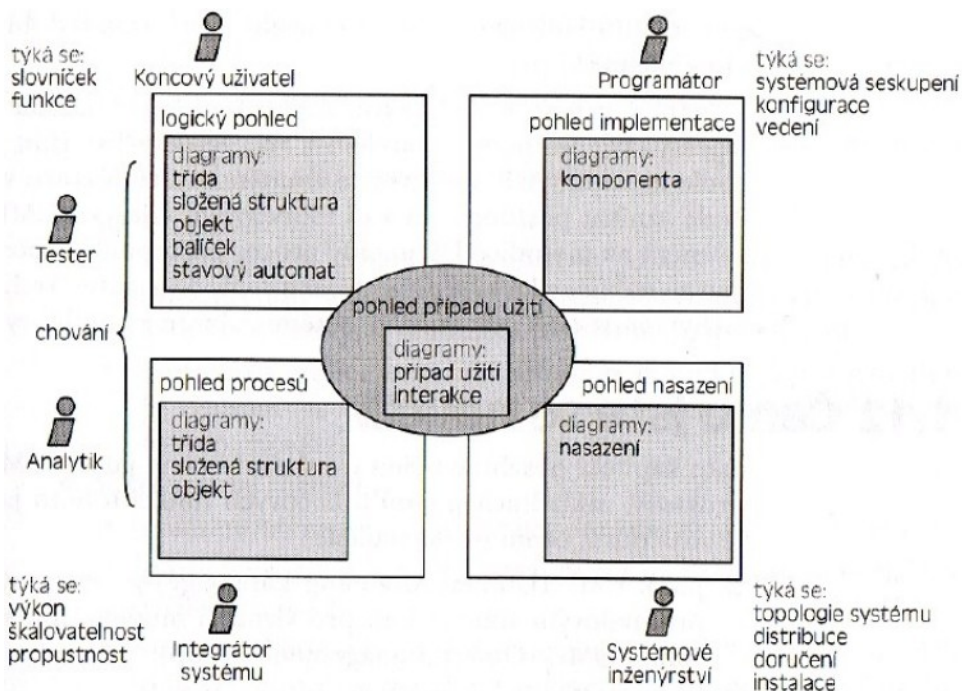 týká se:
slovníček
funkce
Koncový uživatel
Programátor
týká se:
systémová seskupení
konfigurace
vedení
logický pohled
diagramy:
třída
složená struktura
objekt
balíček
stavový automat
pohled implementace
diagramy:
komponenta
Tester
chování
Analytik
pohled případu užití
diagramy:
případ užití
interakce
pohled procesů
diagramy:
třída
složená struktura
objekt
pohled nasazení
diagramy:
nasazení
týká se:
výkon
škálovatelnost
propustnost
Integrátor
systému
Systémové
inženýrství
týká se:
topologie systému
distribuce
doručení
instalace